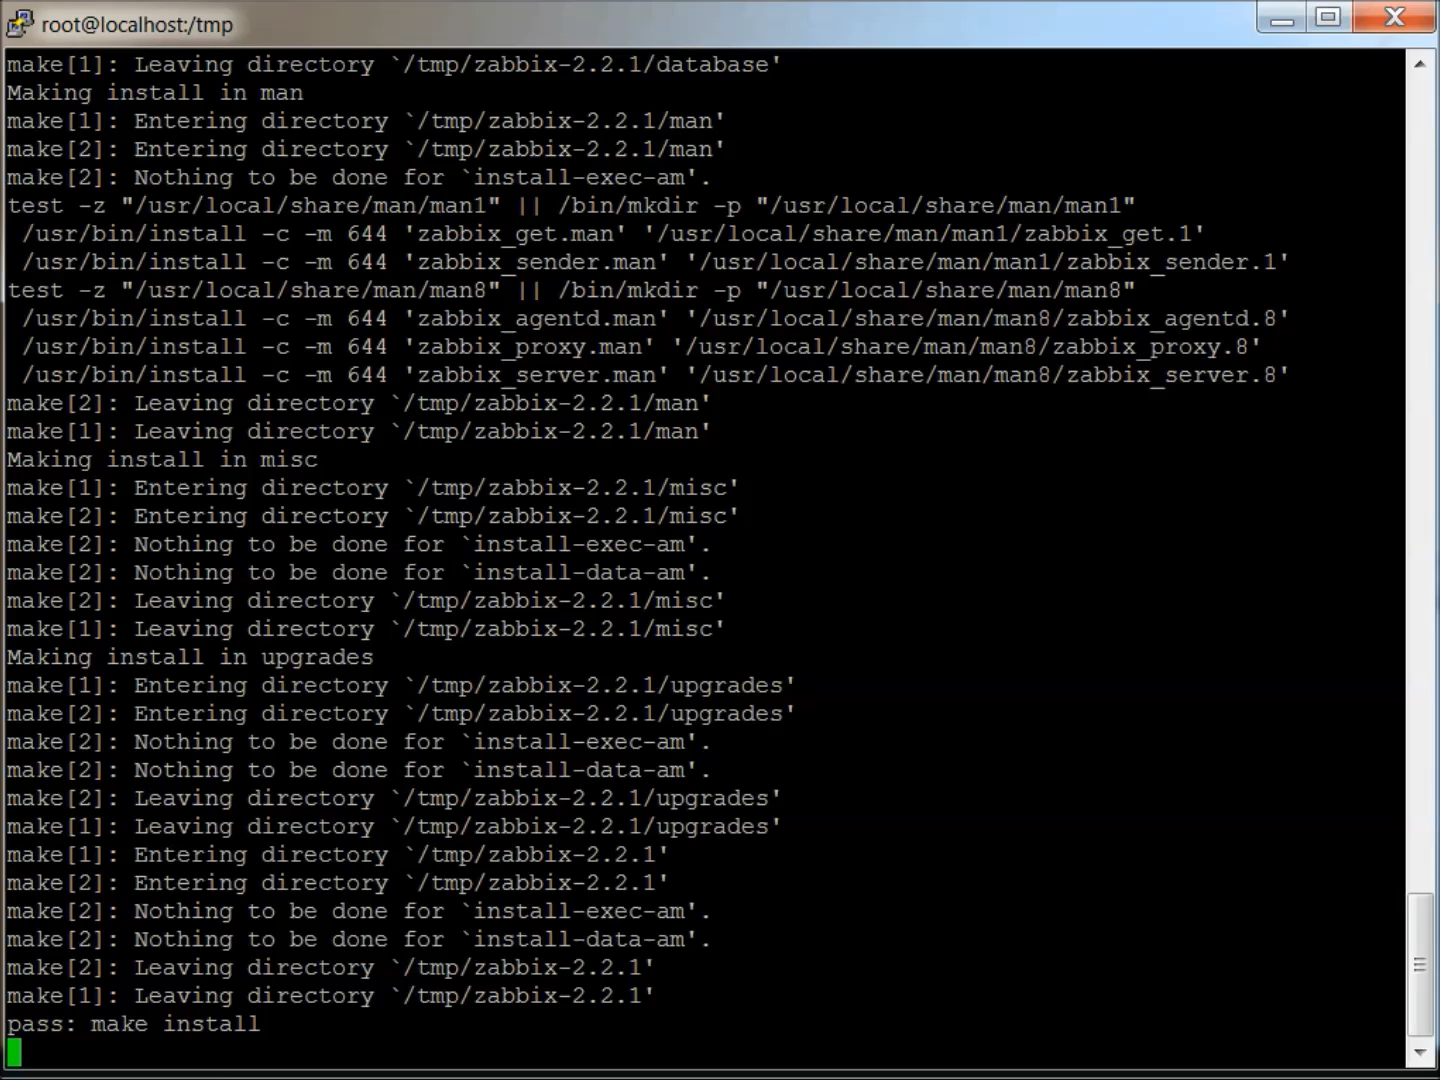 root@localhost:/tmp
make[1]: Leaving directory `/tmp/zabbix-2.2.1/database'
Making install in man
make[1]: Entering directory `/tmp/zabbix-2.2.1/man'
make[2]: Entering directory `/tmp/zabbix-2.2.1/man'
make[2]: Nothing to be done for `install-exec-am'.
test -z "/usr/local/share/man/man1" || /bin/mkdir -p "/usr/local/share/man/man1"
 /usr/bin/install -c -m 644 'zabbix_get.man' '/usr/local/share/man/man1/zabbix_get.1'
 /usr/bin/install -c -m 644 'zabbix_sender.man' '/usr/local/share/man/man1/zabbix_sender.1'
test -z "/usr/local/share/man/man8" || /bin/mkdir -p "/usr/local/share/man/man8"
 /usr/bin/install -c -m 644 'zabbix_agentd.man' '/usr/local/share/man/man8/zabbix_agentd.8'
 /usr/bin/install -c -m 644 'zabbix_proxy.man' '/usr/local/share/man/man8/zabbix_proxy.8'
 /usr/bin/install -c -m 644 'zabbix_server.man' '/usr/local/share/man/man8/zabbix_server.8'
make[2]: Leaving directory `/tmp/zabbix-2.2.1/man'
make[1]: Leaving directory `/tmp/zabbix-2.2.1/man'
Making install in misc
make[1]: Entering directory `/tmp/zabbix-2.2.1/misc'
make[2]: Entering directory `/tmp/zabbix-2.2.1/misc'
make[2]: Nothing to be done for `install-exec-am'.
make[2]: Nothing to be done for `install-data-am'.
make[2]: Leaving directory `/tmp/zabbix-2.2.1/misc'
make[1]: Leaving directory `/tmp/zabbix-2.2.1/misc'
Making install in upgrades
make[1]: Entering directory `/tmp/zabbix-2.2.1/upgrades'
make[2]: Entering directory `/tmp/zabbix-2.2.1/upgrades'
make[2]: Nothing to be done for `install-exec-am'.
make[2]: Nothing to be done for `install-data-am'.
make[2]: Leaving directory `/tmp/zabbix-2.2.1/upgrades'
make[1]: Leaving directory `/tmp/zabbix-2.2.1/upgrades'
make[1]: Entering directory `/tmp/zabbix-2.2.1'
make[2]: Entering directory `/tmp/zabbix-2.2.1'
make[2]: Nothing to be done for `install-exec-am'.
make[2]: Nothing to be done for `install-data-am'.
make[2]: Leaving directory `/tmp/zabbix-2.2.1'
make[1]: Leaving directory `/tmp/zabbix-2.2.1'
pass: make install